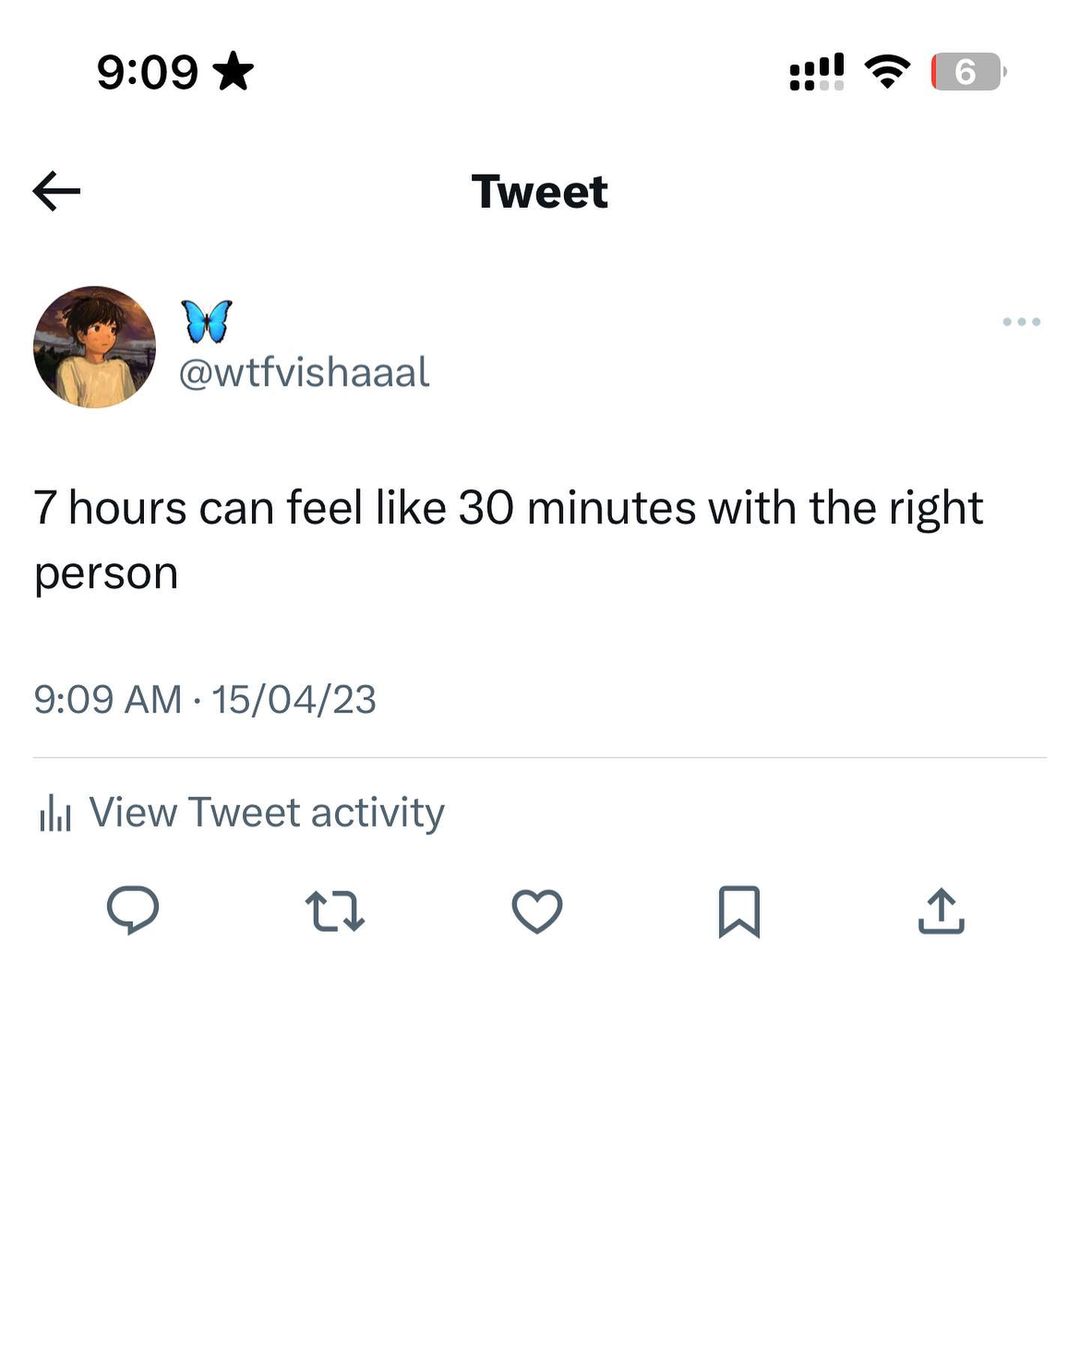 9:09
6
Tweet
🦋
@wtfvishaaal
7 hours can feel like 30 minutes with the right
person
9:09 AM · 15/04/23
View Tweet activity